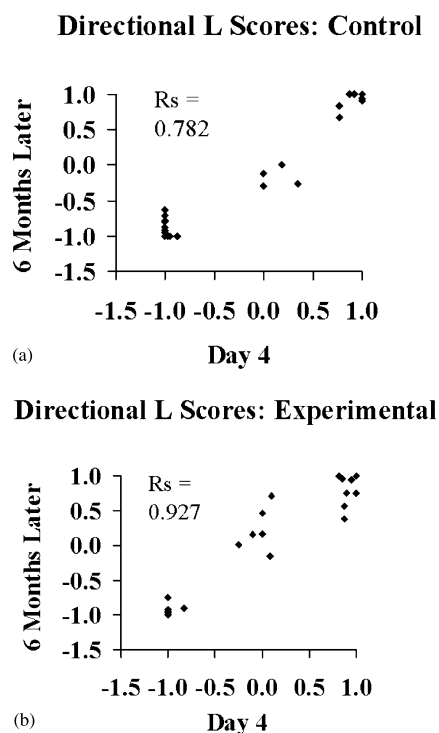 Directional L Scores: Control
Rs =
0.782
1.0
0.5
0.0
-0.5
-1.0
-1.5
6 Months Later
-1.5 -1.0 -0.5 0.0 0.5 1.0
(a)
Day 4
Directional L Scores: Experimental
Rs =
0.927
1.0
0.5
0.0
-0.5
-1.0
-1.5
6 Months Later
-1.5 -1.0 -0.5 0.0 0.5 1.0
(b)
Day 4